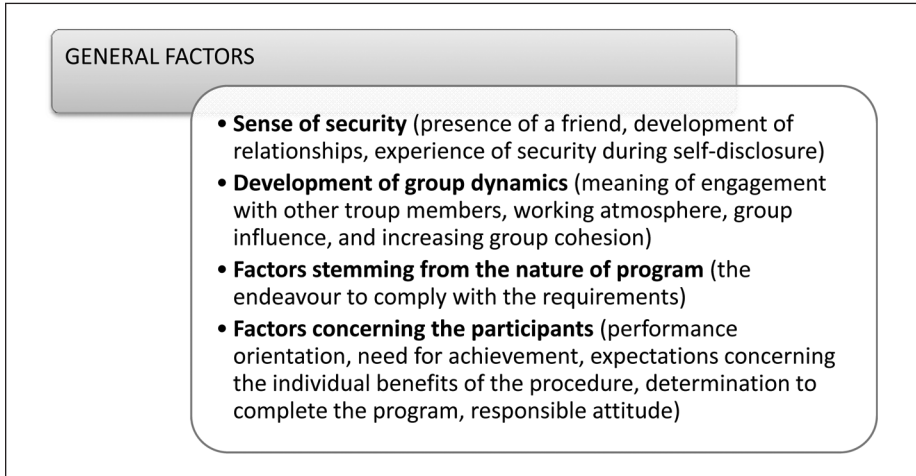 GENERAL FACTORS
• Sense of security (presence of a friend, development of
relationships, experience of security during self-disclosure)
• Development of group dynamics (meaning of engagement
with other troup members, working atmosphere, group
influence, and increasing group cohesion)
• Factors stemming from the nature of program (the
endeavour to comply with the requirements)
• Factors concerning the participants (performance
orientation, need for achievement, expectations concerning
the individual benefits of the procedure, determination to
complete the program, responsible attitude)